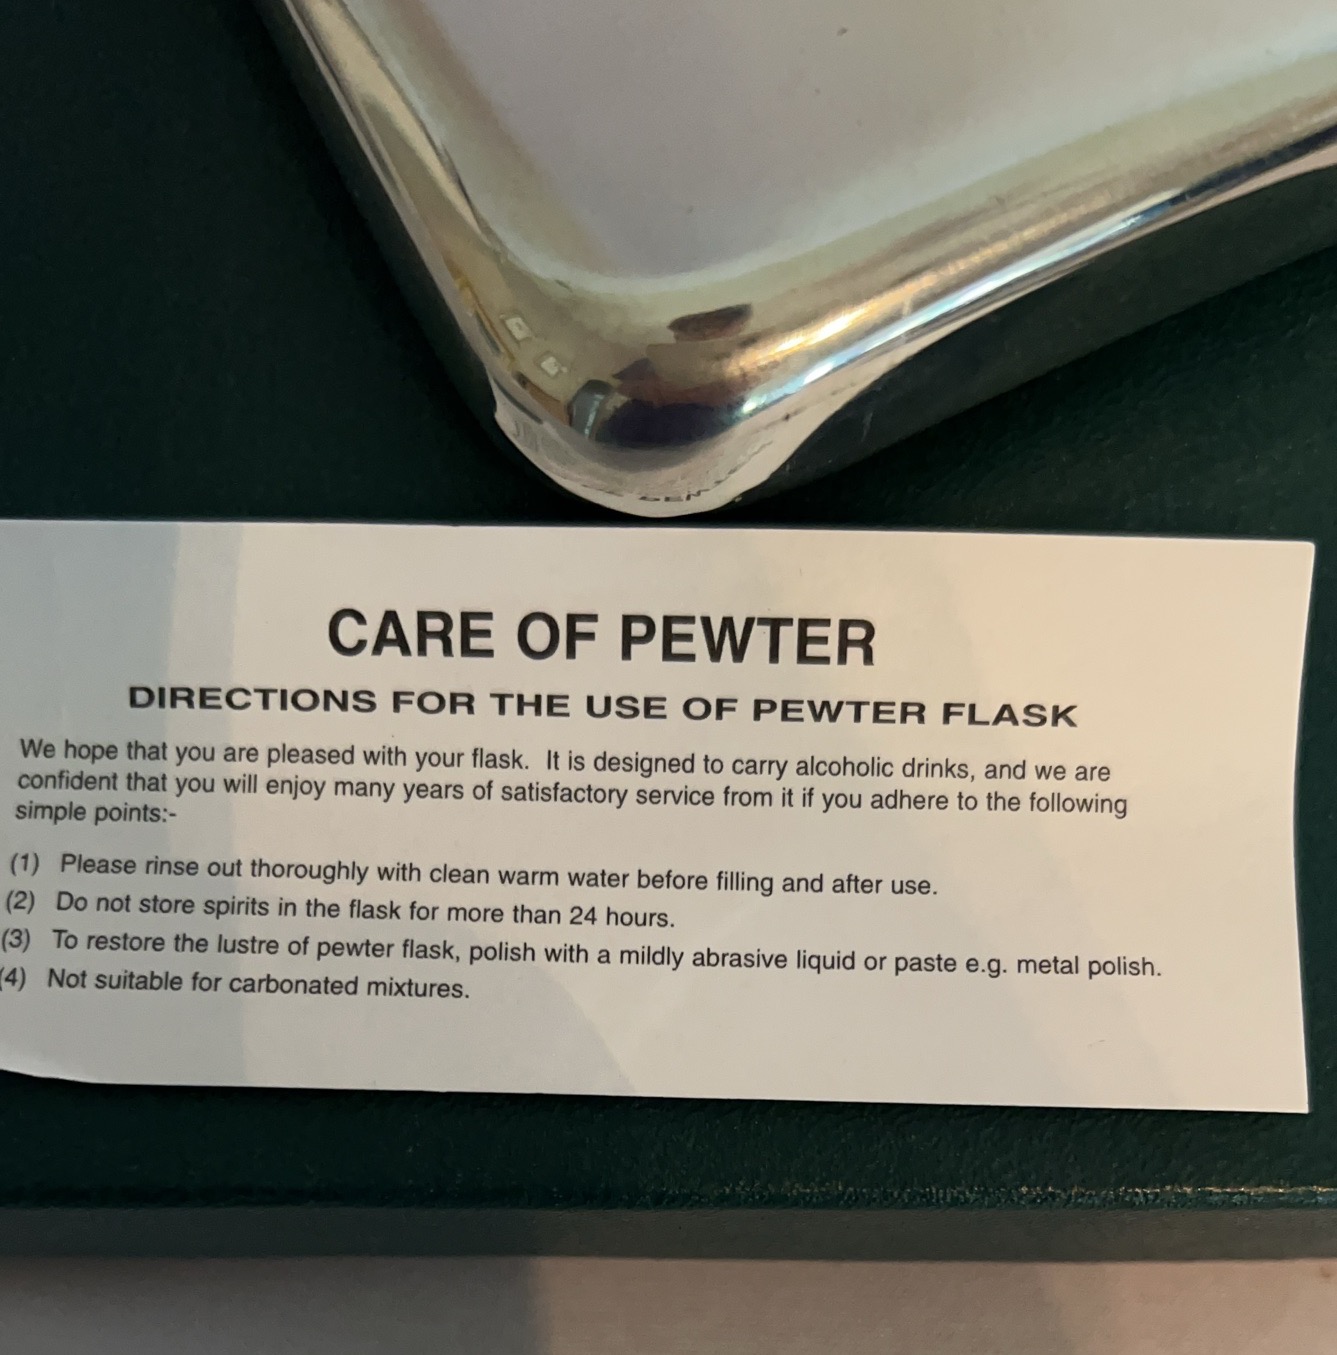 CARE OF PEWTER
DIRECTIONS FOR THE USE OF PEWTER FLASK
We hope that you are pleased with your flask.  It is designed to carry alcoholic drinks, and we are
confident that you will enjoy many years of satisfactory service from it if you adhere to the following
simple points:-
(1)  Please rinse out thoroughly with clean warm water before filling and after use.
(2)  Do not store spirits in the flask for more than 24 hours.
(3)  To restore the lustre of pewter flask, polish with a mildly abrasive liquid or paste e.g. metal polish.
(4)  Not suitable for carbonated mixtures.